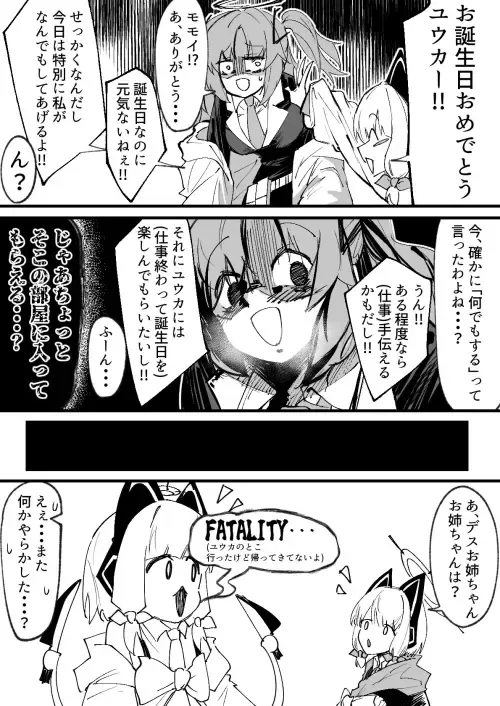 お誕生日おめでとう
ユウカー!!
モモイ!?
あ、ありがとう・・・
誕生日なのに
元気ないねぇ!!
せっかくなんだし
今日は特別に私が
なんでもしてあげるよ!!
ん?
今、確かに「何でもする」って
言ったわよね・・・?
うん!!
ある程度なら
(仕事)手伝える
かもだし!!
それにユウカには
(仕事終わって誕生日を)
楽しんでもらいたいし!!
ふーん・・・
じゃあちょっと
そこの部屋に入って
もらえる・・・?
あ、デスお姉ちゃん
お姉ちゃんは?
FATALITY・・・
(ユウカのとこ
行ったけど帰ってきてないよ)
えぇ・・・また
何かやらかした・・・?